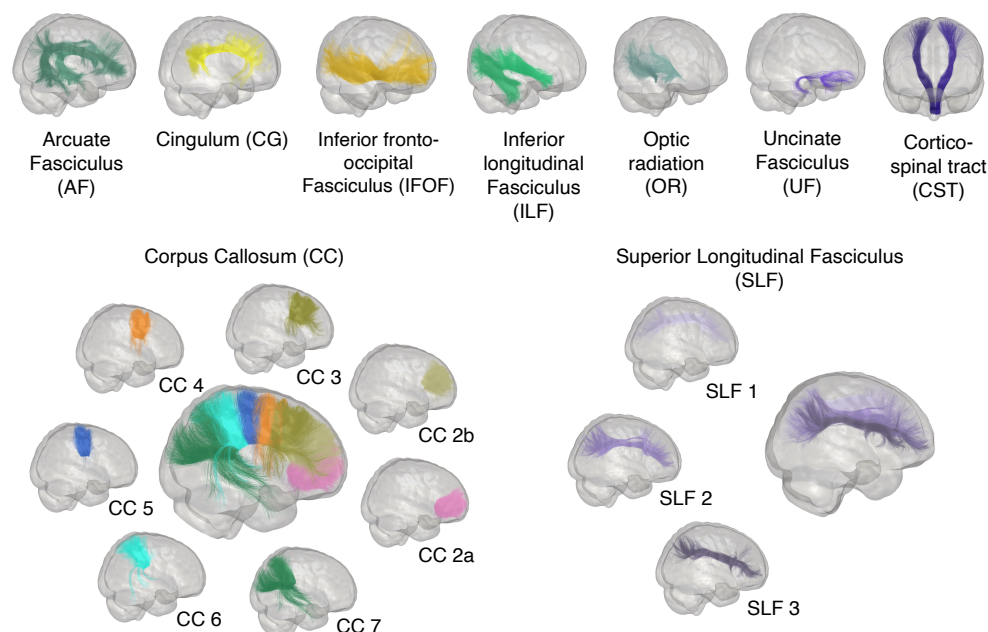 Arcuate
Fasciculus
(AF)
Cingulum (CG)
Inferior fronto-
occipital
Fasciculus (IFOF)
Inferior
longitudinal
Fasciculus
(ILF)
Optic
radiation
(OR)
Uncinate
Fasciculus
(UF)
Cortico-
spinal tract
(CST)
Corpus Callosum (CC)
CC 4
CC 3
CC 2b
CC 5
CC 2a
CC 6
CC 7
Superior Longitudinal Fasciculus
(SLF)
SLF 1
SLF 2
SLF 3